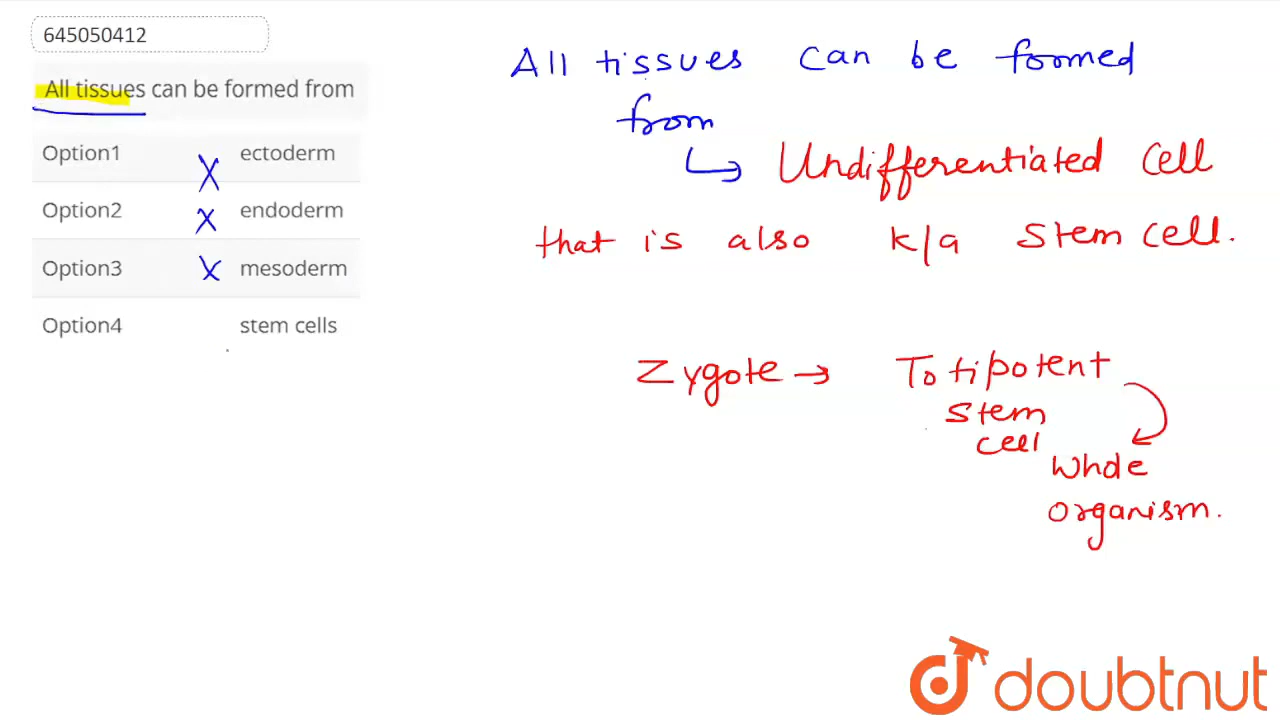 645050412
All tissues can be formed from
Option1 X ectoderm
Option2 X endoderm
Option3 X mesoderm
Option4 stem cells
All tissues can be formed
from
↳ Undifferentiated cell
that is also k/a stem cell.
Zygote → Totipotent
stem
cell
Whole
organism.
doubtnut